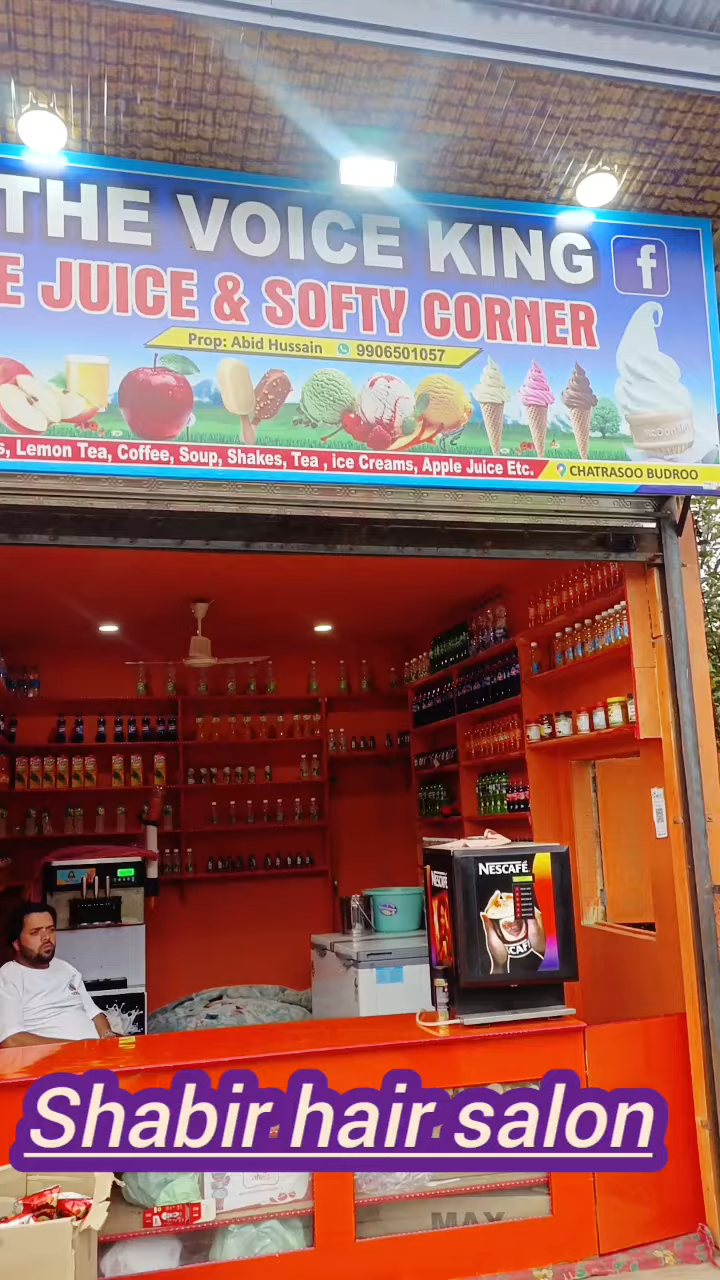 THE VOICE KING
E JUICE & SOFTY CORNER
Prop: Abid Hussain 9906501057
s, Lemon Tea, Coffee, Soup, Shakes, Tea , ice Creams, Apple Juice Etc.
CHATRASOO BUDROO
NESCAFÉ
Shabir hair salon
MAX